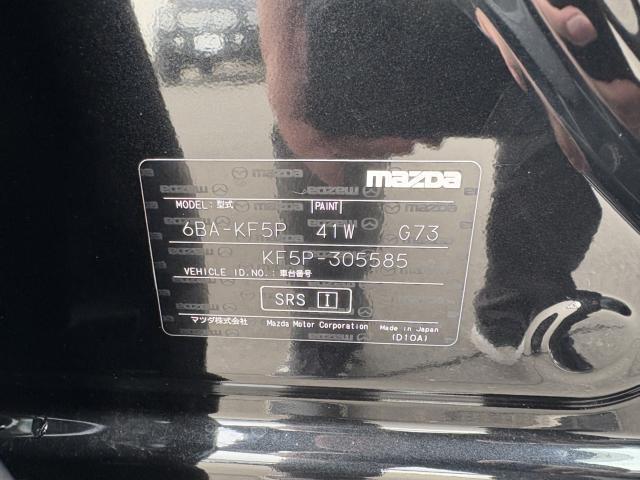 mazda
MODEL: 型式 PAINT
6BA-KF5P 41W G73
KF5P-305585
VEHICLE ID.NO.: 車台番号
SRS I
マツダ株式会社 Mazda Motor Corporation Made in Japan
(D10A)